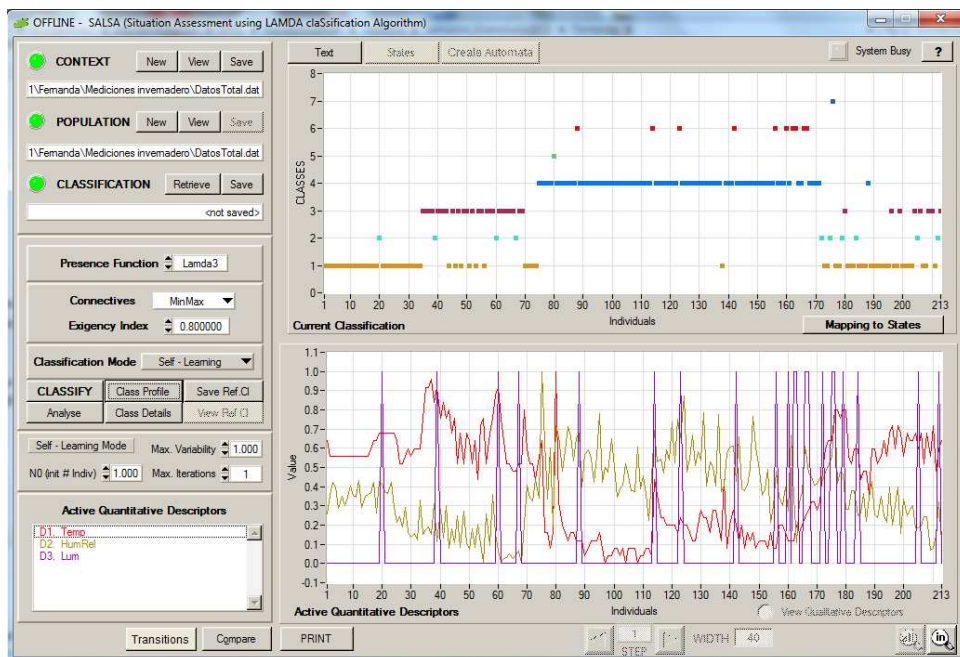 OFFLINE - SALSA (Situation Assessment using LAMDA claSsification Algorithm)
CONTEXT New View Save
1\Fernanda\Mediciones invernadero\DatosTotal.dat
POPULATION New View Save
1\Fernanda\Mediciones invernadero\DatosTotal.dat
CLASSIFICATION Retrieve Save
<not saved>
Presence Function Lamda3
Connectives MinMax
Exigency Index 0.800000
Classification Mode Self - Learning
CLASSIFY Class Profile Save Ref.Cl
Analyse Class Details View Ref Cl
Self - Learning Mode Max. Variability 1.000
N0 (init # Indiv) 1.000 Max. Iterations 1
Active Quantitative Descriptors
D1. Temp
D2. HumRel
D3. Lum
Transitions Compare
Text States Create Automata System Busy ?
8
7
6
5
4
3
2
1
0
CLASSES
1 10 20 30 40 50 60 70 80 90 100 110 120 130 140 150 160 170 180 190 200 213
Individuals
Current Classification Mapping to States
1.1
1.0
0.9
0.8
0.7
0.6
0.5
0.4
0.3
0.2
0.1
0.0
-0.1
Value
1 10 20 30 40 50 60 70 80 90 100 110 120 130 140 150 160 170 180 190 200 213
Active Quantitative Descriptors Individuals View Qualitative Descriptors
PRINT 1 STEP WIDTH 40 in